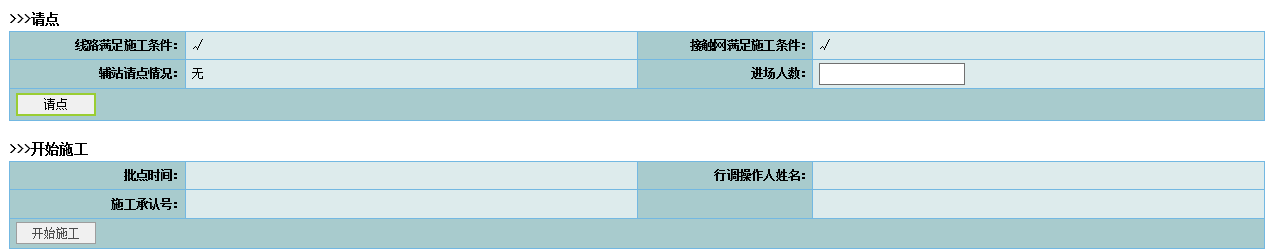 >>>请点
线路满足施工条件： √ 接触网满足施工条件： √
辅站请点情况： 无 进场人数：
请点
>>>开始施工
批点时间： 行调操作人姓名：
施工承认号：
开始施工